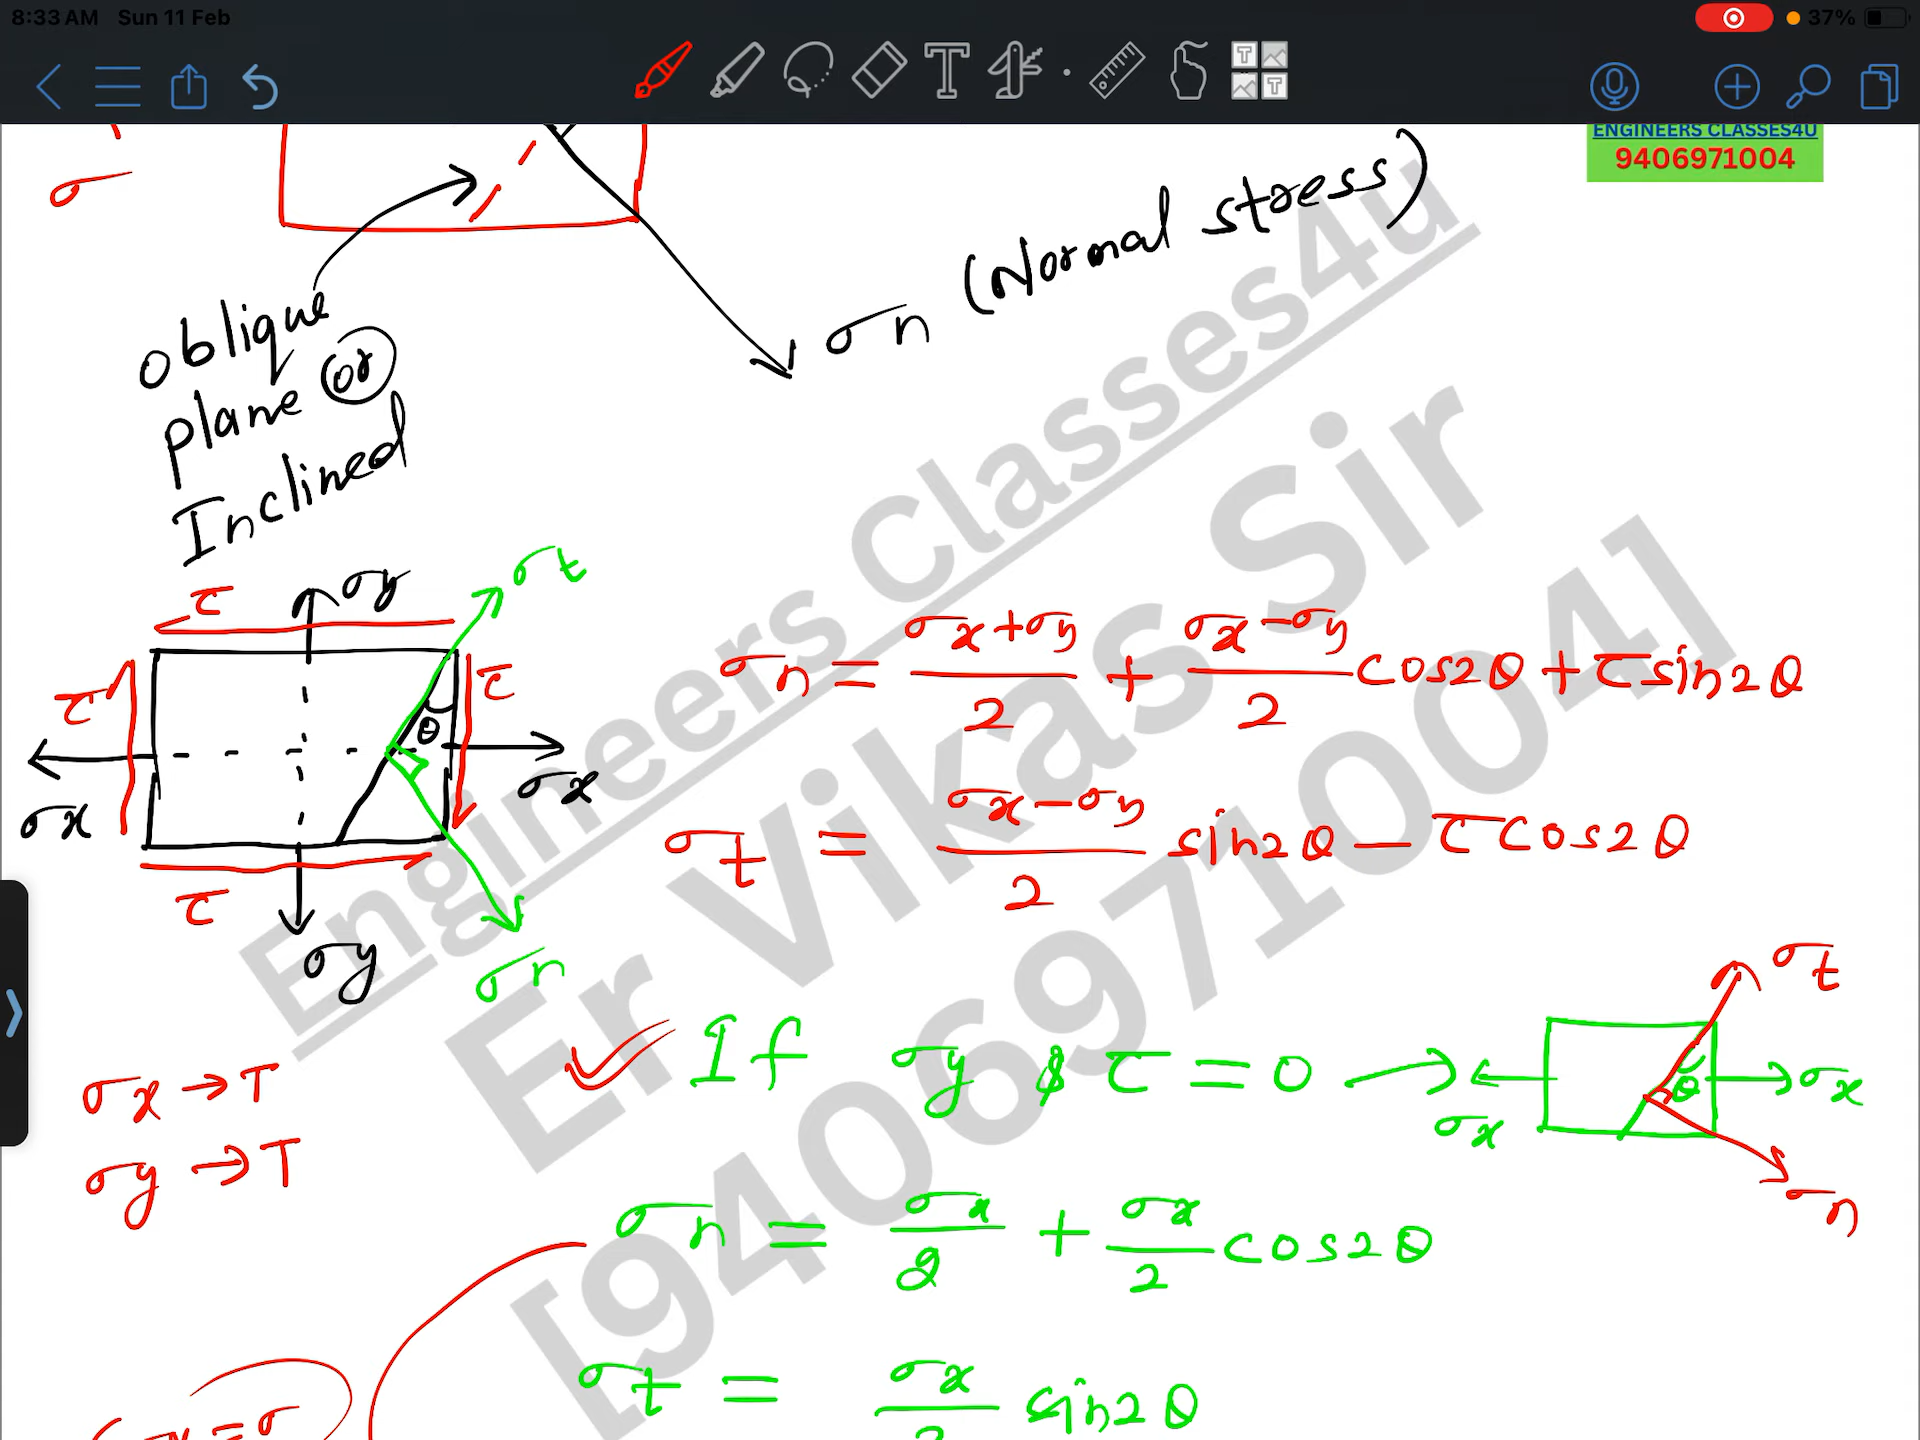 8:33 AM Sun 11 Feb
37%
ENGINEERS CLASSES4U
9406971004
σ
σn (Normal stress)
oblique
plane or
Inclined
σt
τ
σy
τ
τ
θ
σx
σx
τ
σy
σn
σn = σx+σy/2 + σx-σy/2 cos2θ + τsin2θ
σt = σx-σy/2 sin2θ - τcos2θ
Engineers Classes4u
Er Vikas Sir
[9406971004]
σx → T
σy → T
If σy & τ = 0 →
σt
θ
σx
σx
σn
σn = σx/2 + σx/2 cos2θ
σt = σx/2 sin2θ
σx = σ